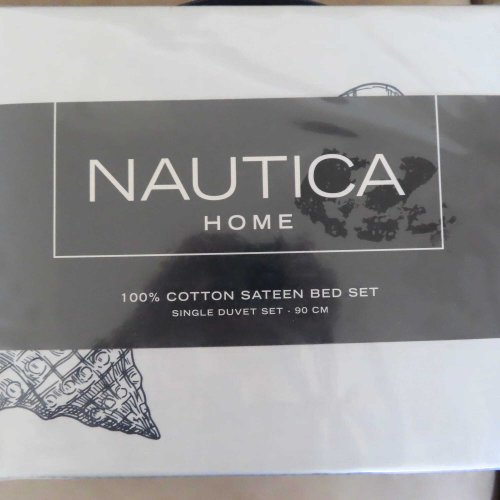 NAUTICA
HOME
100% COTTON SATEEN BED SET
SINGLE DUVET SET · 90 CM